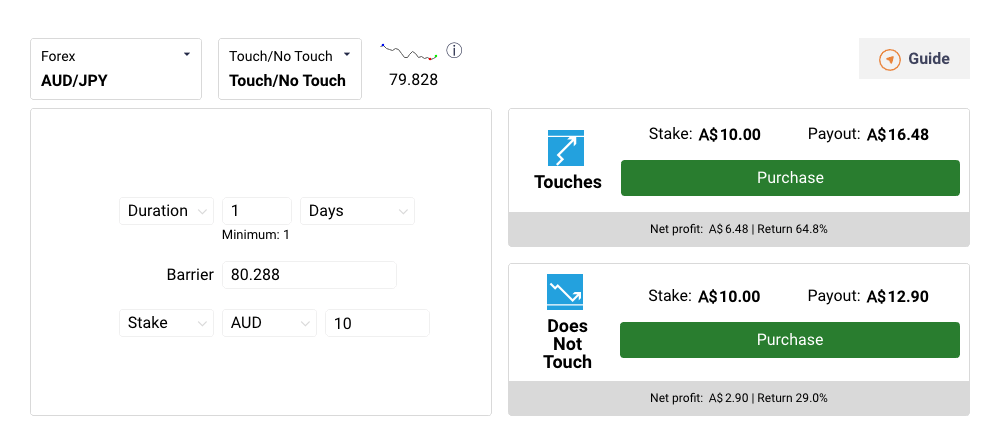 Forex
AUD/JPY
Touch/No Touch
Touch/No Touch
79.828
Guide
Duration 1 Days
Minimum: 1
Barrier 80.288
Stake AUD 10
Touches
Stake: A$10.00 Payout: A$16.48
Purchase
Net profit: A$6.48 | Return 64.8%
Does
Not
Touch
Stake: A$10.00 Payout: A$12.90
Purchase
Net profit: A$2.90 | Return 29.0%